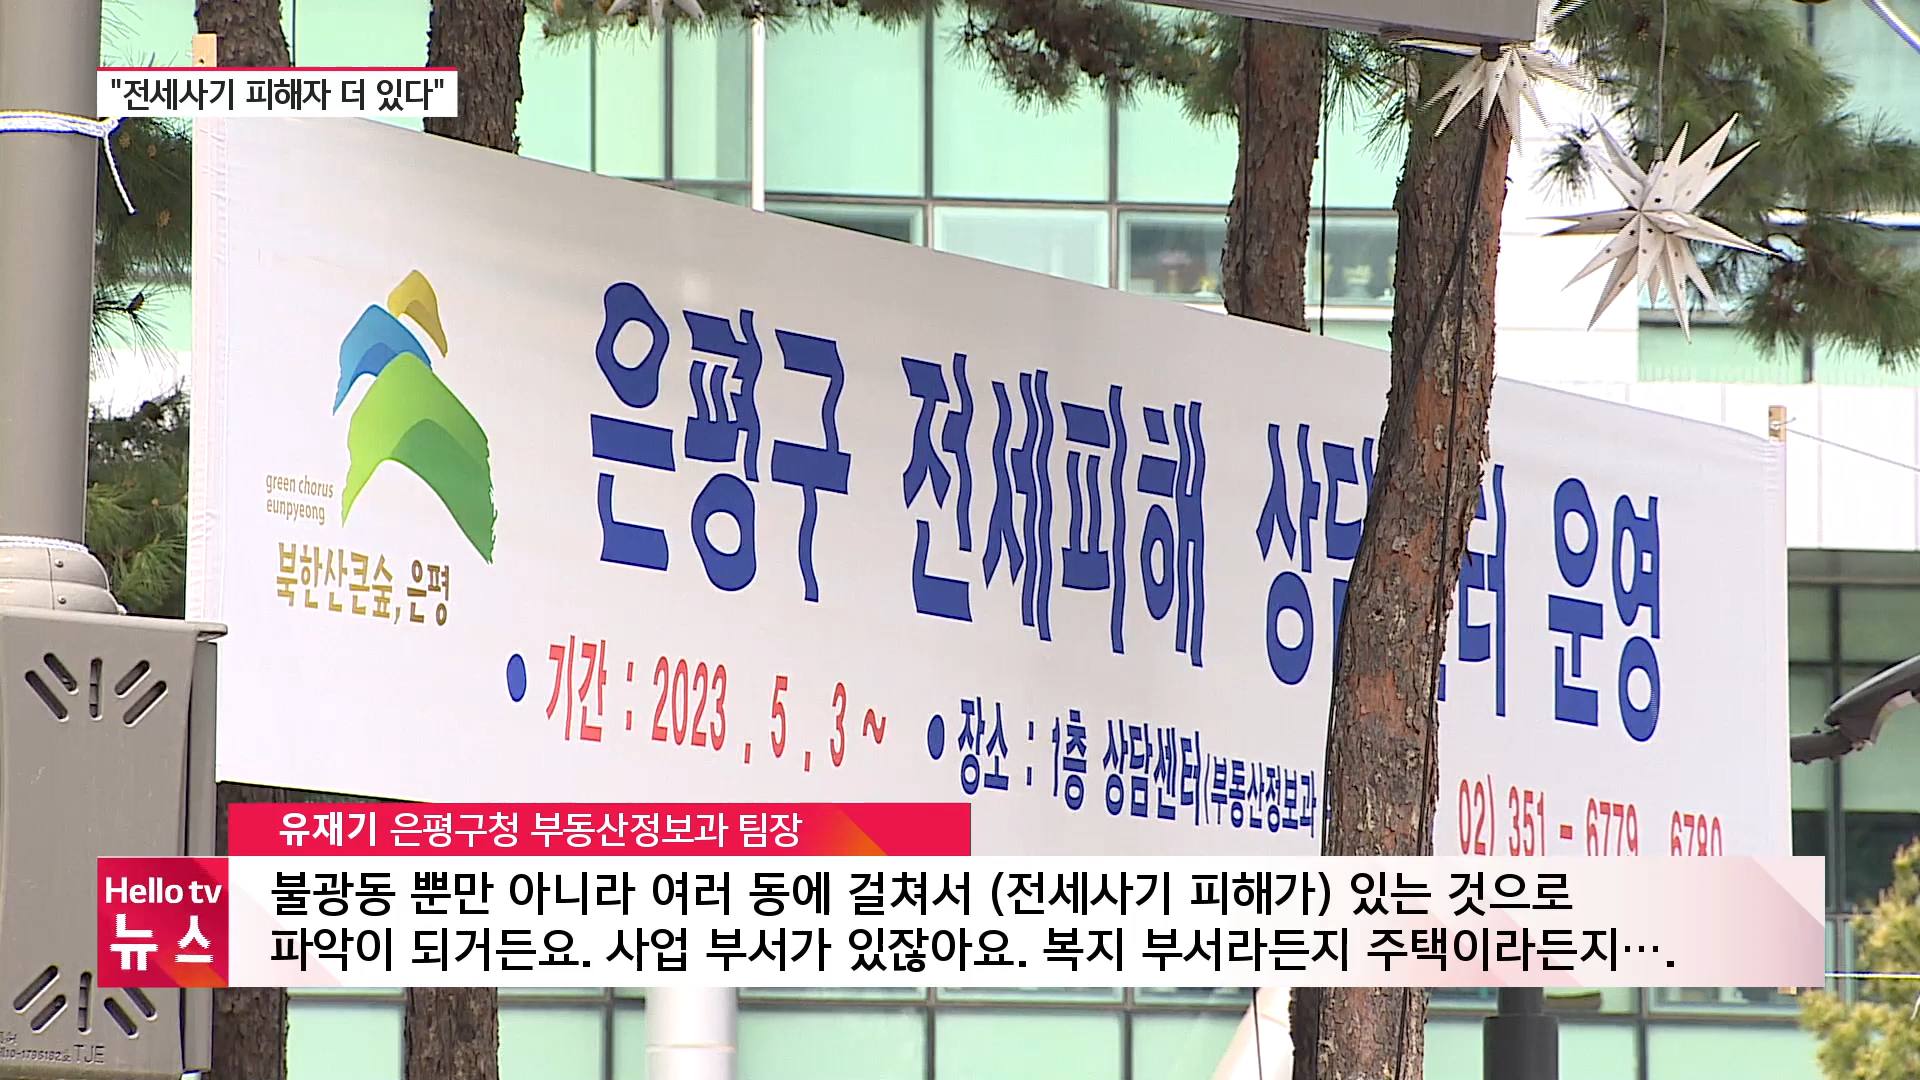 "전세사기 피해자 더 있다"
은평구 전세피해 상담 터 운영
green chorus
eunpyeong
북한산큰숲, 은평
● 기간 : 2023 . 5 . 3 ~
● 장소 : 1층 상담센터(부동산정보과
02) 351 - 6779 , 6780
유재기 은평구청 부동산정보과 팀장
Hello tv
뉴스
불광동 뿐만 아니라 여러 동에 걸쳐서 (전세사기 피해가) 있는 것으로
파악이 되거든요. 사업 부서가 있잖아요. 복지 부서라든지 주택이라든지….
TJE